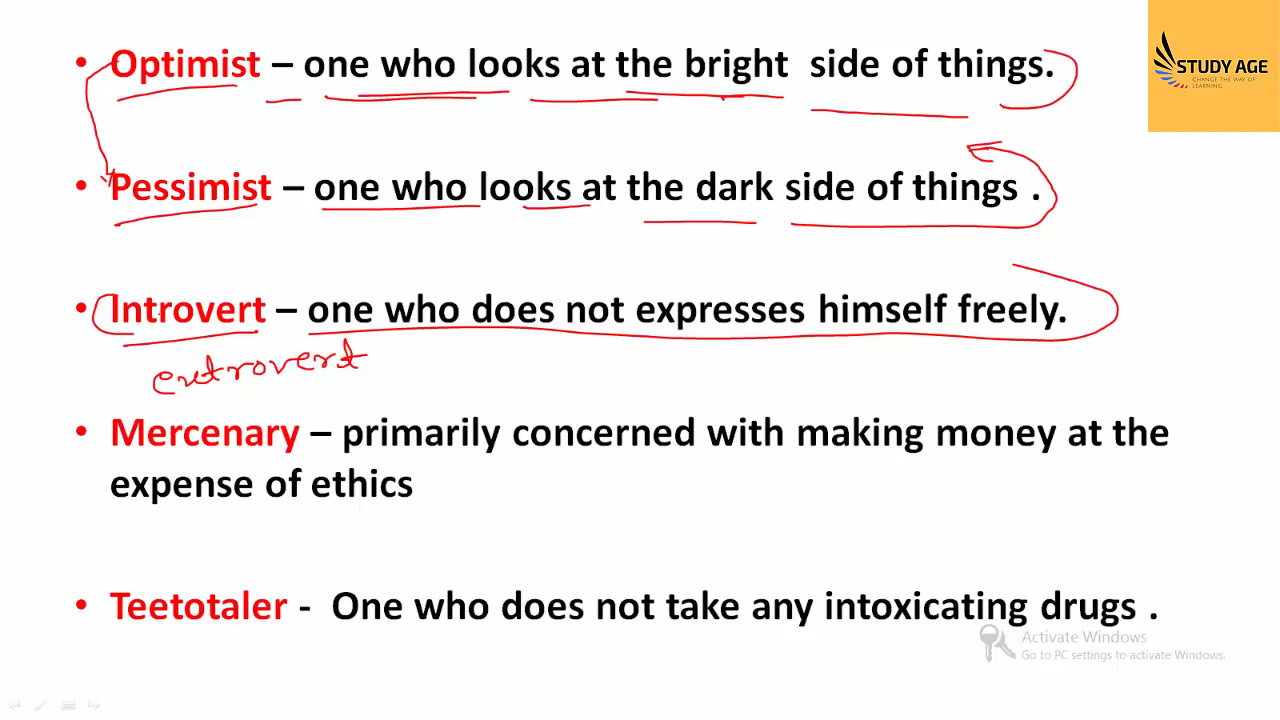 • Optimist – one who looks at the bright side of things.
STUDY AGE
CHANGE THE WAY OF
LEARNING
• Pessimist – one who looks at the dark side of things .
• Introvert – one who does not expresses himself freely.
extrovert
• Mercenary – primarily concerned with making money at the
expense of ethics
• Teetotaler - One who does not take any intoxicating drugs .
Activate Windows
Go to PC settings to activate Windows.